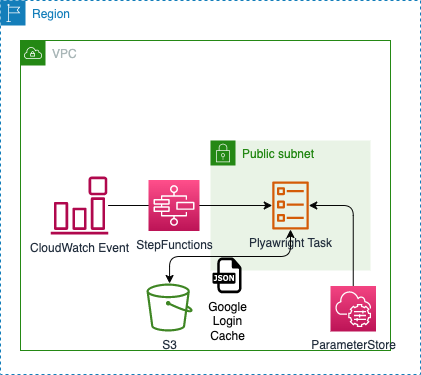 Region
VPC
Public subnet
CloudWatch Event
StepFunctions
Plyawright Task
JSON
Google
Login
Cache
S3
ParameterStore